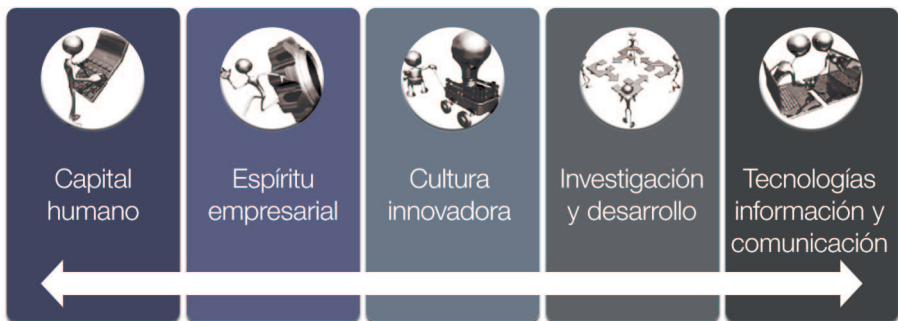 Capital
humano
Espíritu
empresarial
Cultura
innovadora
Investigación
y desarrollo
Tecnologías
información y
comunicación